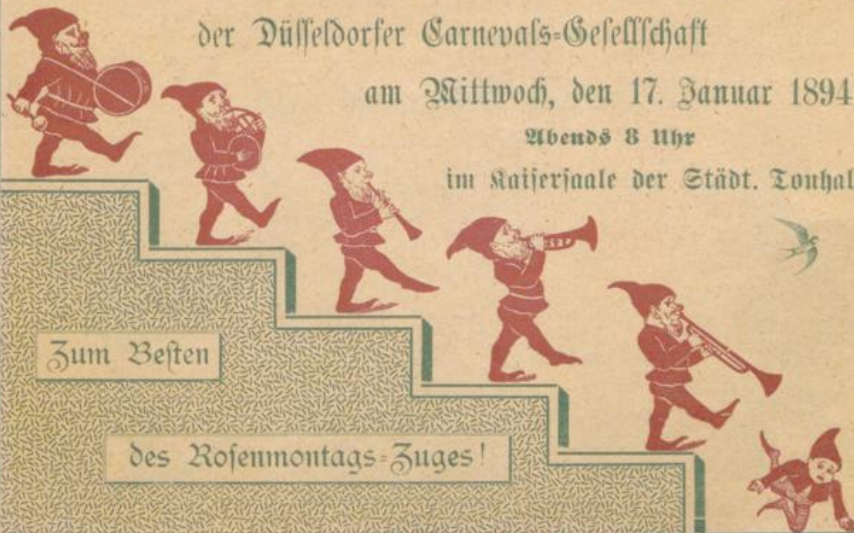 der Düsseldorfer Carnevals-Gesellschaft
am Mittwoch, den 17. Januar 1894
Abends 8 Uhr
im Kaisersaale der Städt. Tonhal
Zum Besten
des Rosenmontags-Zuges!